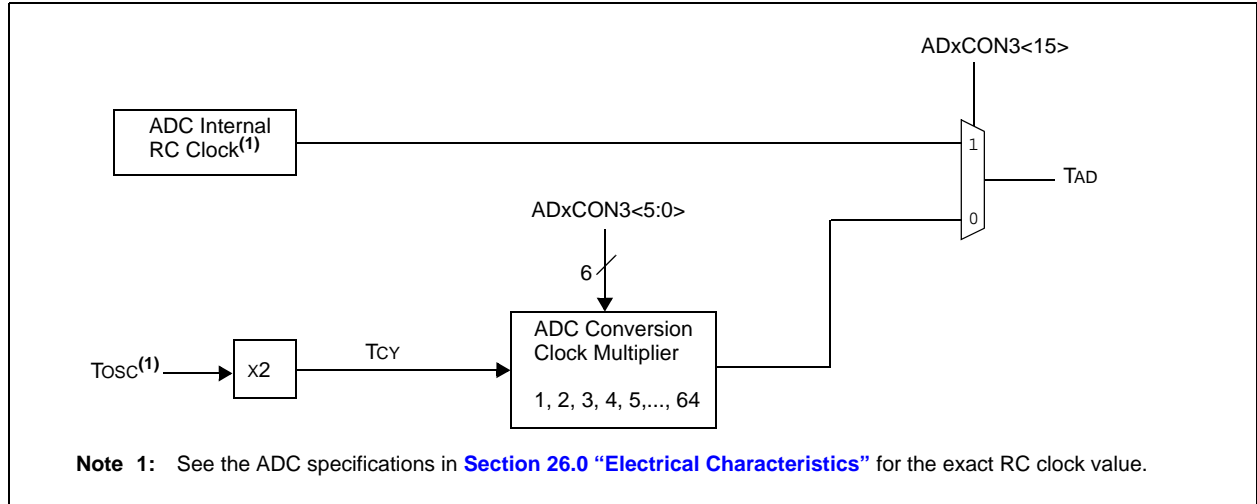 ADxCON3<15>
ADC Internal
RC Clock(1)
1
TAD
ADxCON3<5:0>
0
6
ADC Conversion
Clock Multiplier
TOSC(1)
X2
TCY
1, 2, 3, 4, 5,..., 64
Note 1: See the ADC specifications in Section 26.0 “Electrical Characteristics” for the exact RC clock value.